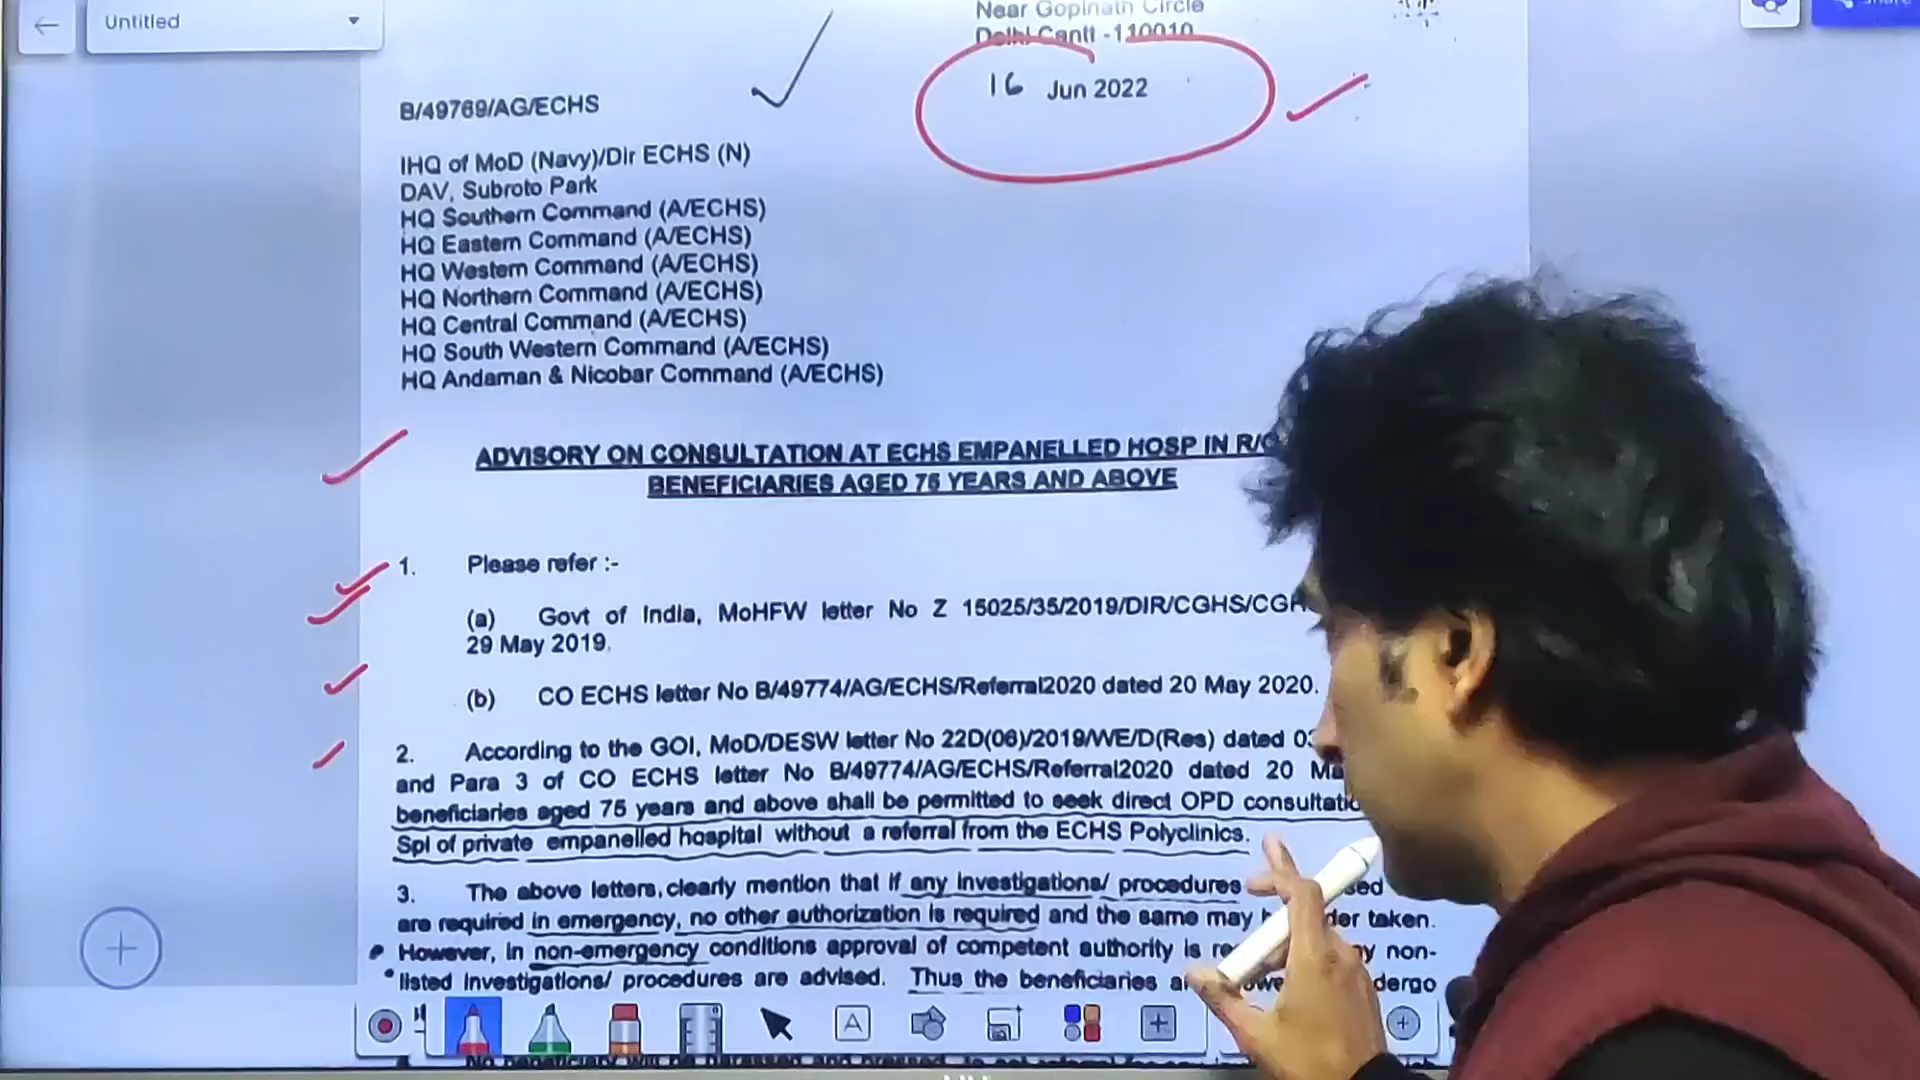 Untitled
Near Gopinath Circle
Delhi Cantt -110010
16 Jun 2022
B/49769/AG/ECHS
IHQ of MoD (Navy)/Dir ECHS (N)
DAV, Subroto Park
HQ Southern Command (A/ECHS)
HQ Eastern Command (A/ECHS)
HQ Western Command (A/ECHS)
HQ Northern Command (A/ECHS)
HQ Central Command (A/ECHS)
HQ South Western Command (A/ECHS)
HQ Andaman & Nicobar Command (A/ECHS)
ADVISORY ON CONSULTATION AT ECHS EMPANELLED HOSP IN
BENEFICIARIES AGED 75 YEARS AND ABOVE
1. Please refer :-
(a) Govt of India, MoHFW letter No Z 15025/35/2019/DIR/CGHS/
29 May 2019.
(b) CO ECHS letter No B/49774/AG/ECHS/Referral2020 dated 20 May 2020.
2. According to the GOI, MoD/DESW letter No 22D(06)/2019/WE/D(Res) dated
and Para 3 of CO ECHS letter No B/49774/AG/ECHS/Referral2020 dated 20
beneficiaries aged 75 years and above shall be permitted to seek direct OPD
Spl of private empanelled hospital without a referral from the ECHS Polyclinics.
3. The above letters, clearly mention that if any investigations/ procedures
are required in emergency, no other authorization is required and the same may taken.
However, in non-emergency conditions approval of competent authority is non-
listed investigations/ procedures are advised. Thus the beneficiaries